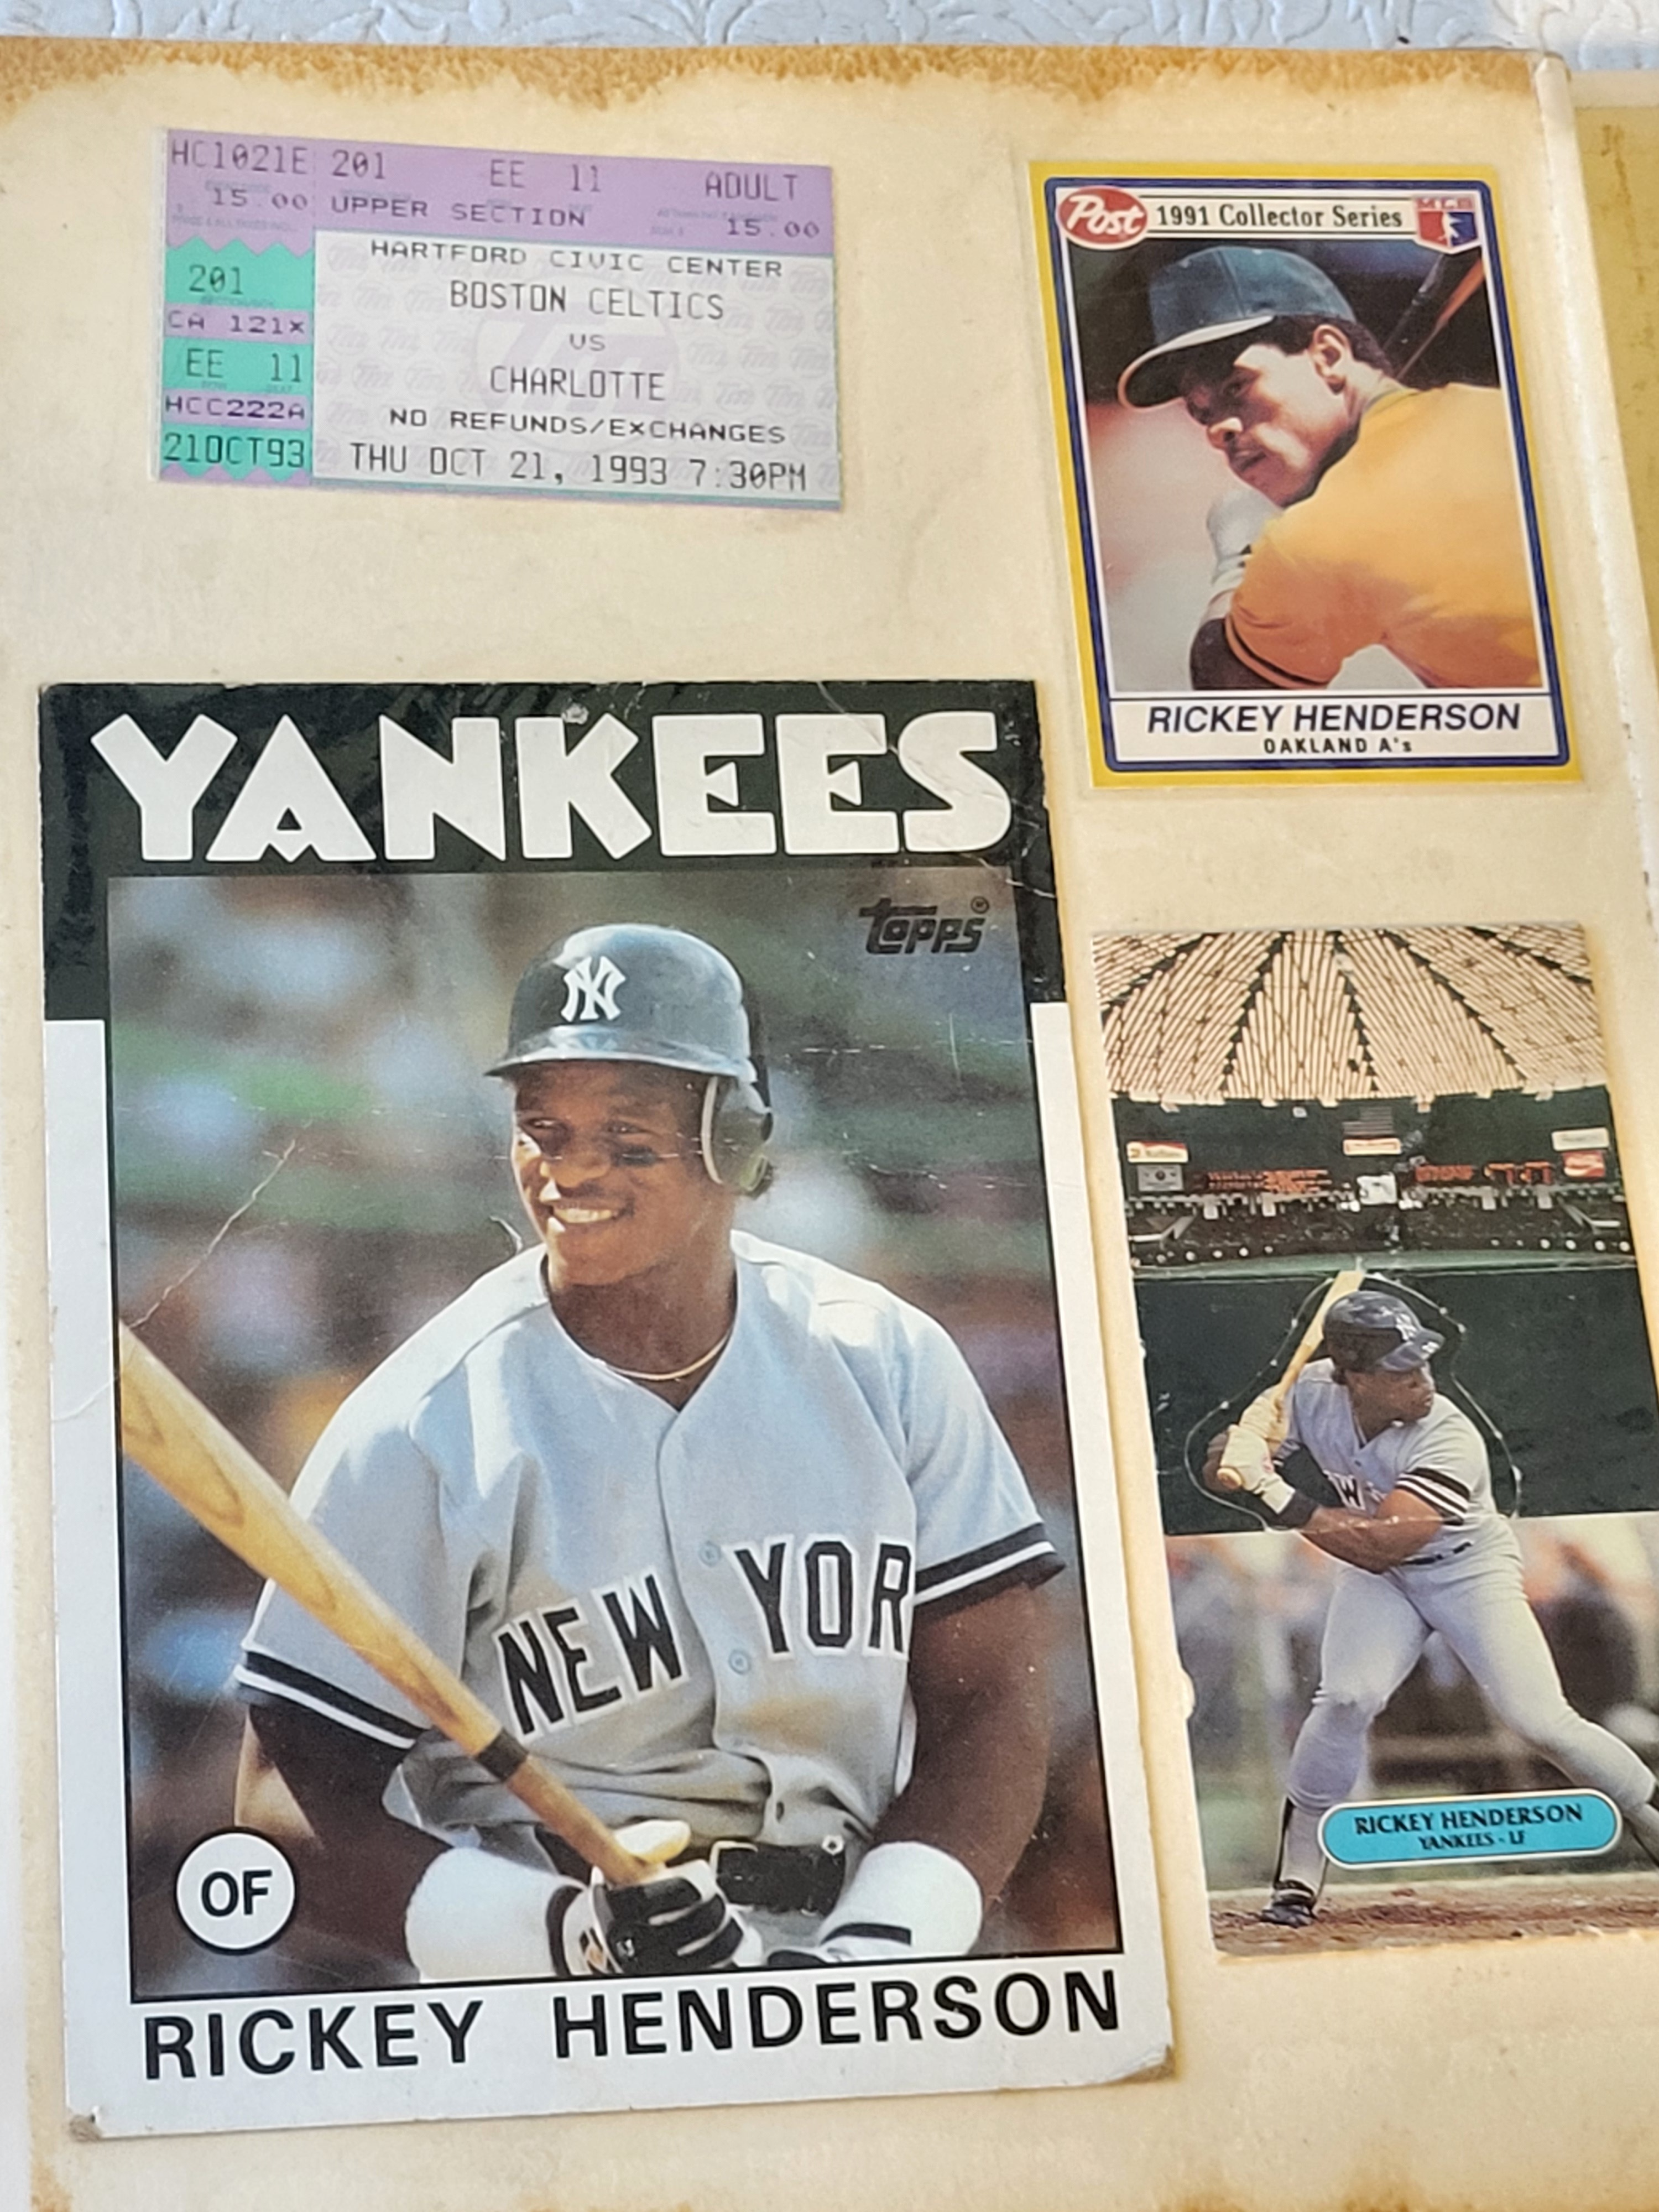 HC1021E 201 EE 11 ADULT
15.00 UPPER SECTION 15.00
HARTFORD CIVIC CENTER
201
BOSTON CELTICS
CA 121x
VS
EE 11
CHARLOTTE
HCC222A
NO REFUNDS/EXCHANGES
21OCT93
THU OCT 21, 1993 7:30PM
Post
1991 Collector Series
RICKEY HENDERSON
OAKLAND A's
YANKEES
topps®
NY
NEW YOR
OF
RICKEY HENDERSON
RICKEY HENDERSON
YANKEES - LF